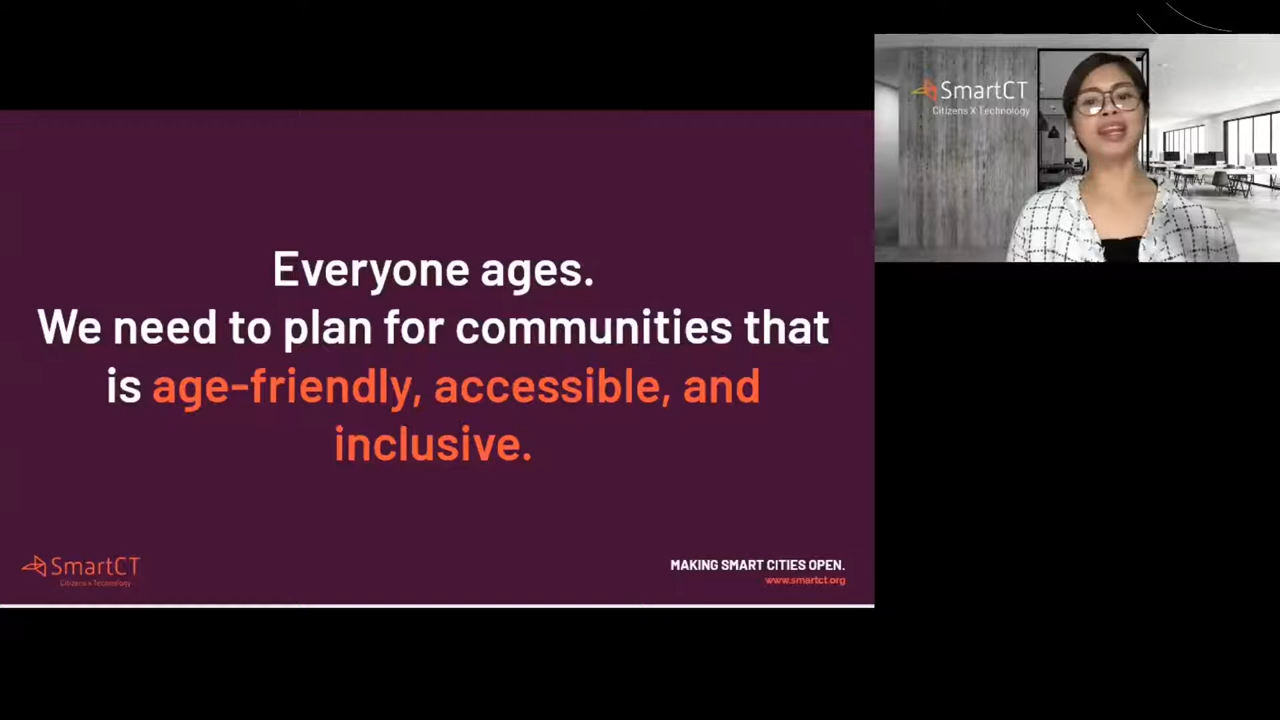 Everyone ages.
We need to plan for communities that
is age-friendly, accessible, and
inclusive.
SmartCT
Citizens x Technology
MAKING SMART CITIES OPEN.
www.smartct.org
SmartCT
Citizens X Technology